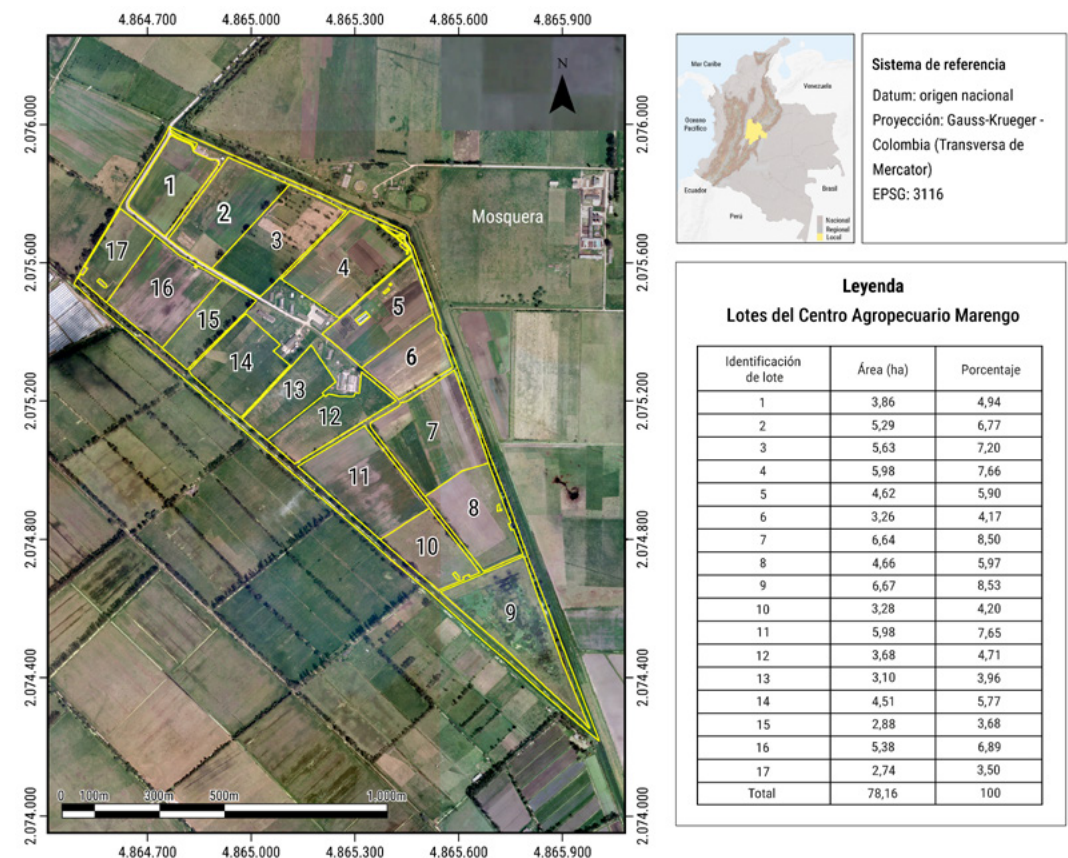 4.864.700 4.865.000 4.865.300 4.865.600 4.865.900
2.076.000
2.075.600
2.075.200
2.074.800
2.074.400
2.074.000
N
Mosquera
1
2
3
4
5
6
7
8
9
10
11
12
13
14
15
16
17
0 100m 300m 500m 1.000m
2.076.000
2.075.600
2.075.200
2.074.800
2.074.400
2.074.000
4.864.700 4.865.000 4.865.300 4.865.600 4.865.900
Mar Caribe
Venezuela
Oceano
Pacífico
Ecuador
Brasil
Perú
Nacional
Regional
Local
Sistema de referencia
Datum: origen nacional
Proyección: Gauss-Krueger -
Colombia (Transversa de
Mercator)
EPSG: 3116
Leyenda
Lotes del Centro Agropecuario Marengo
Identificación
de lote Área (ha) Porcentaje
1 3,86 4,94
2 5,29 6,77
3 5,63 7,20
4 5,98 7,66
5 4,62 5,90
6 3,26 4,17
7 6,64 8,50
8 4,66 5,97
9 6,67 8,53
10 3,28 4,20
11 5,98 7,65
12 3,68 4,71
13 3,10 3,96
14 4,51 5,77
15 2,88 3,68
16 5,38 6,89
17 2,74 3,50
Total 78,16 100